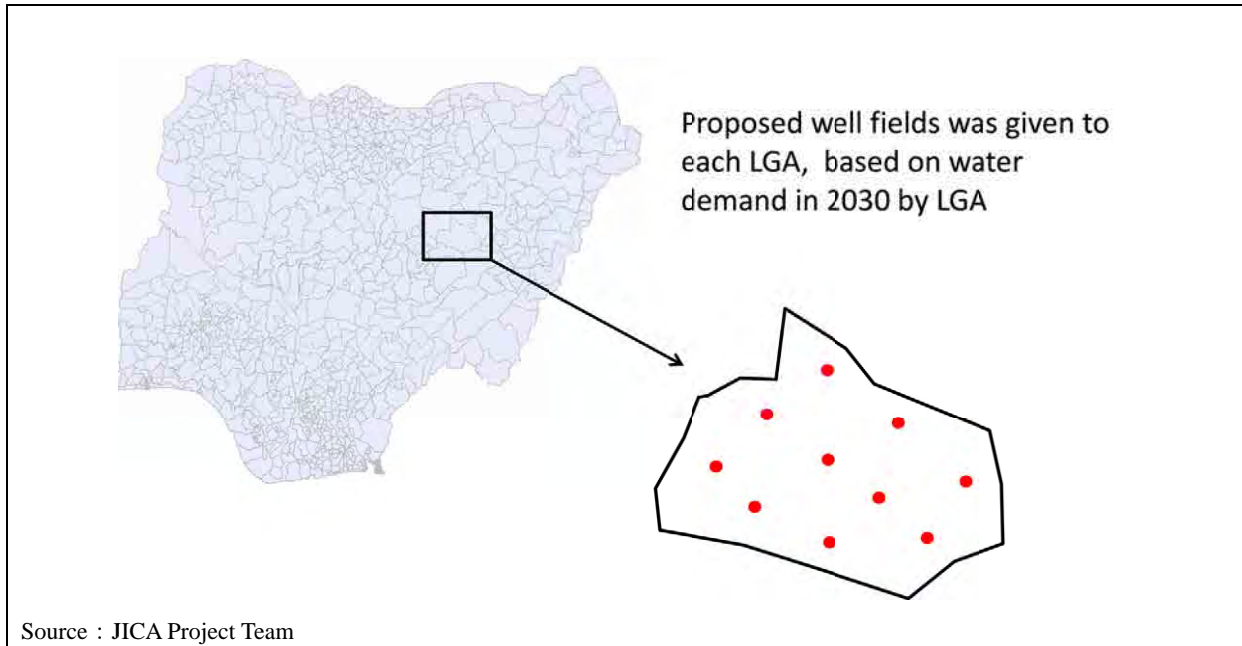 Proposed well fields was given to
each LGA, based on water
demand in 2030 by LGA
Source : JICA Project Team